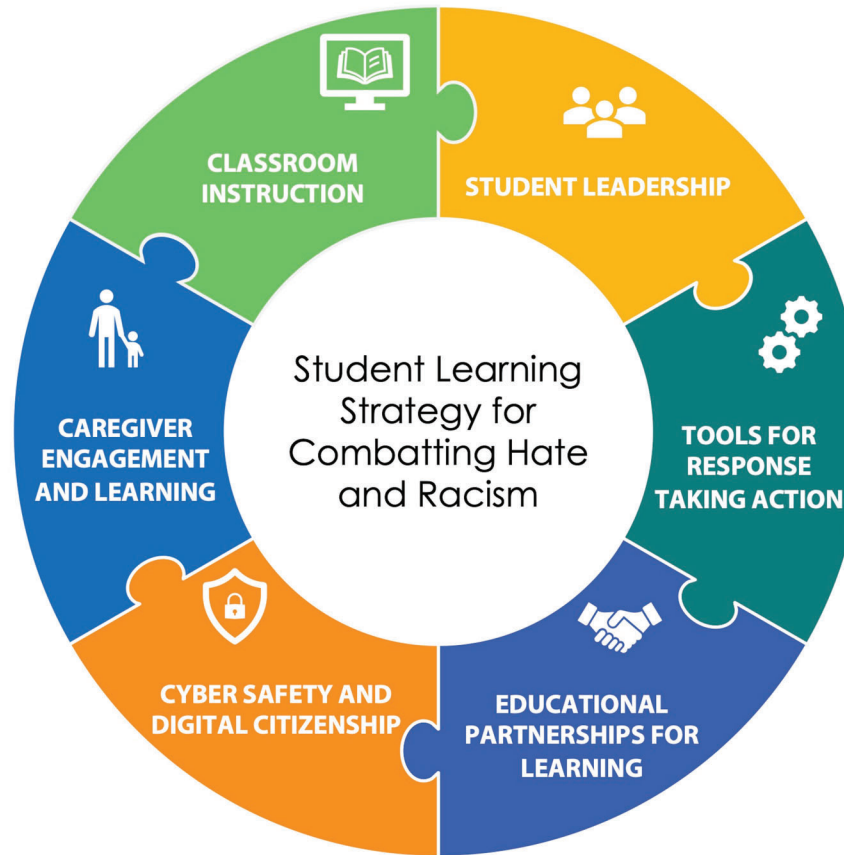 CLASSROOM
INSTRUCTION
STUDENT LEADERSHIP
TOOLS FOR
RESPONSE
TAKING ACTION
EDUCATIONAL
PARTNERSHIPS FOR
LEARNING
CYBER SAFETY AND
DIGITAL CITIZENSHIP
CAREGIVER
ENGAGEMENT
AND LEARNING
Student Learning
Strategy for
Combatting Hate
and Racism